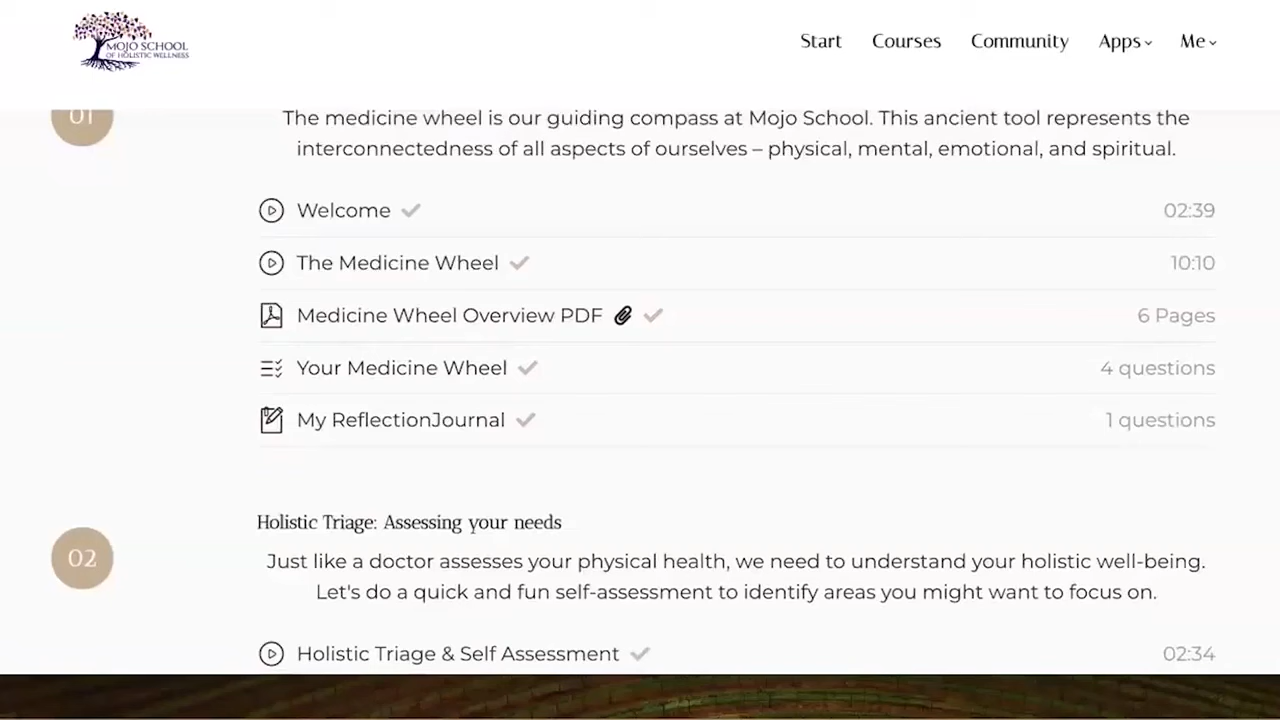 MOJO SCHOOL
OF HOLISTIC WELLNESS
Start Courses Community Apps Me
01
The medicine wheel is our guiding compass at Mojo School. This ancient tool represents the
interconnectedness of all aspects of ourselves – physical, mental, emotional, and spiritual.
Welcome 02:39
The Medicine Wheel 10:10
Medicine Wheel Overview PDF 6 Pages
Your Medicine Wheel 4 questions
My ReflectionJournal 1 questions
02
Holistic Triage: Assessing your needs
Just like a doctor assesses your physical health, we need to understand your holistic well-being.
Let's do a quick and fun self-assessment to identify areas you might want to focus on.
Holistic Triage & Self Assessment 02:34